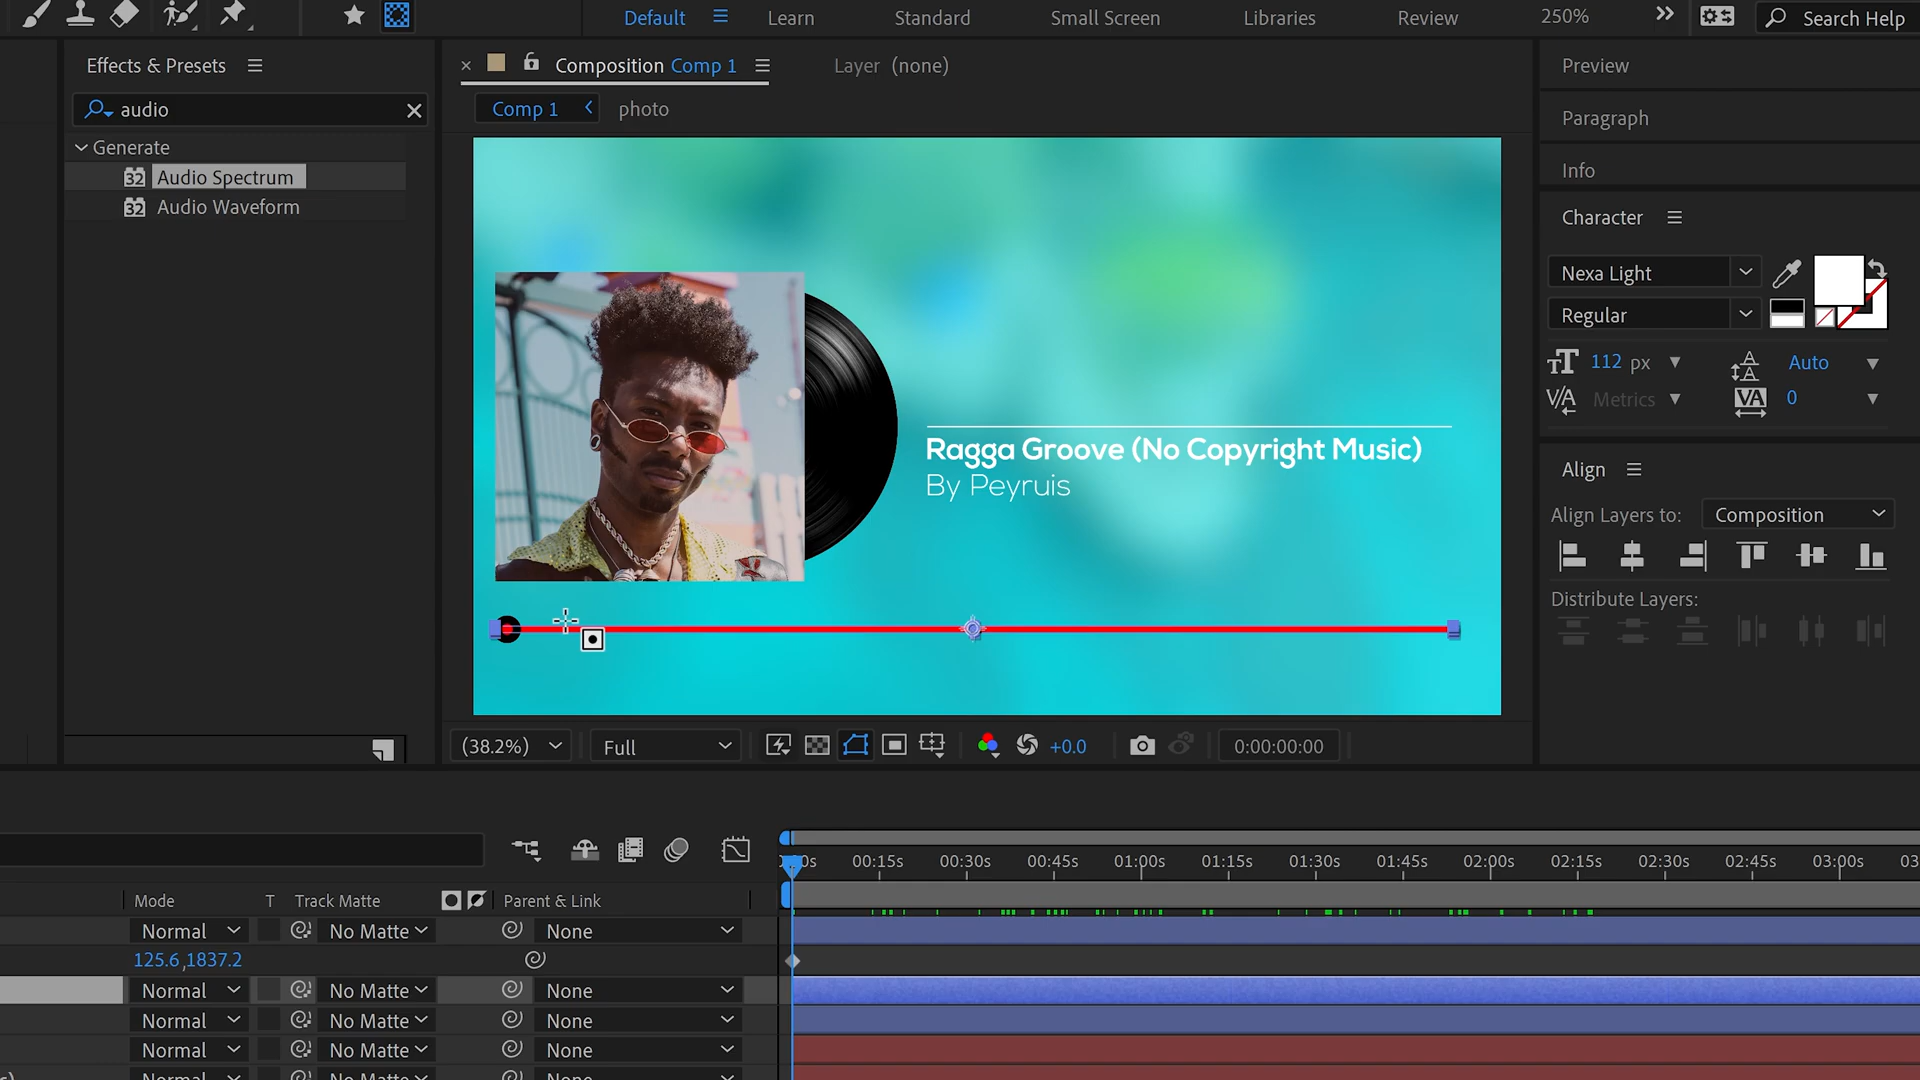 Default
Learn
Standard
Small Screen
Libraries
Review
250%
Search Help
Effects & Presets
Composition Comp 1
Layer (none)
Preview
audio
Comp 1
photo
Paragraph
Generate
32 Audio Spectrum
32 Audio Waveform
Info
Character
Nexa Light
Regular
112 px
Auto
Metrics
0
Ragga Groove (No Copyright Music)
By Peyruis
Align
Align Layers to: Composition
Distribute Layers:
(38.2%)
Full
+0.0
0:00:00:00
00:15s 00:30s 00:45s 01:00s 01:15s 01:30s 01:45s 02:00s 02:15s 02:30s 02:45s 03:00s
Mode T Track Matte Parent & Link
Normal No Matte None
125.6,1837.2
Normal No Matte None
Normal No Matte None
Normal No Matte None